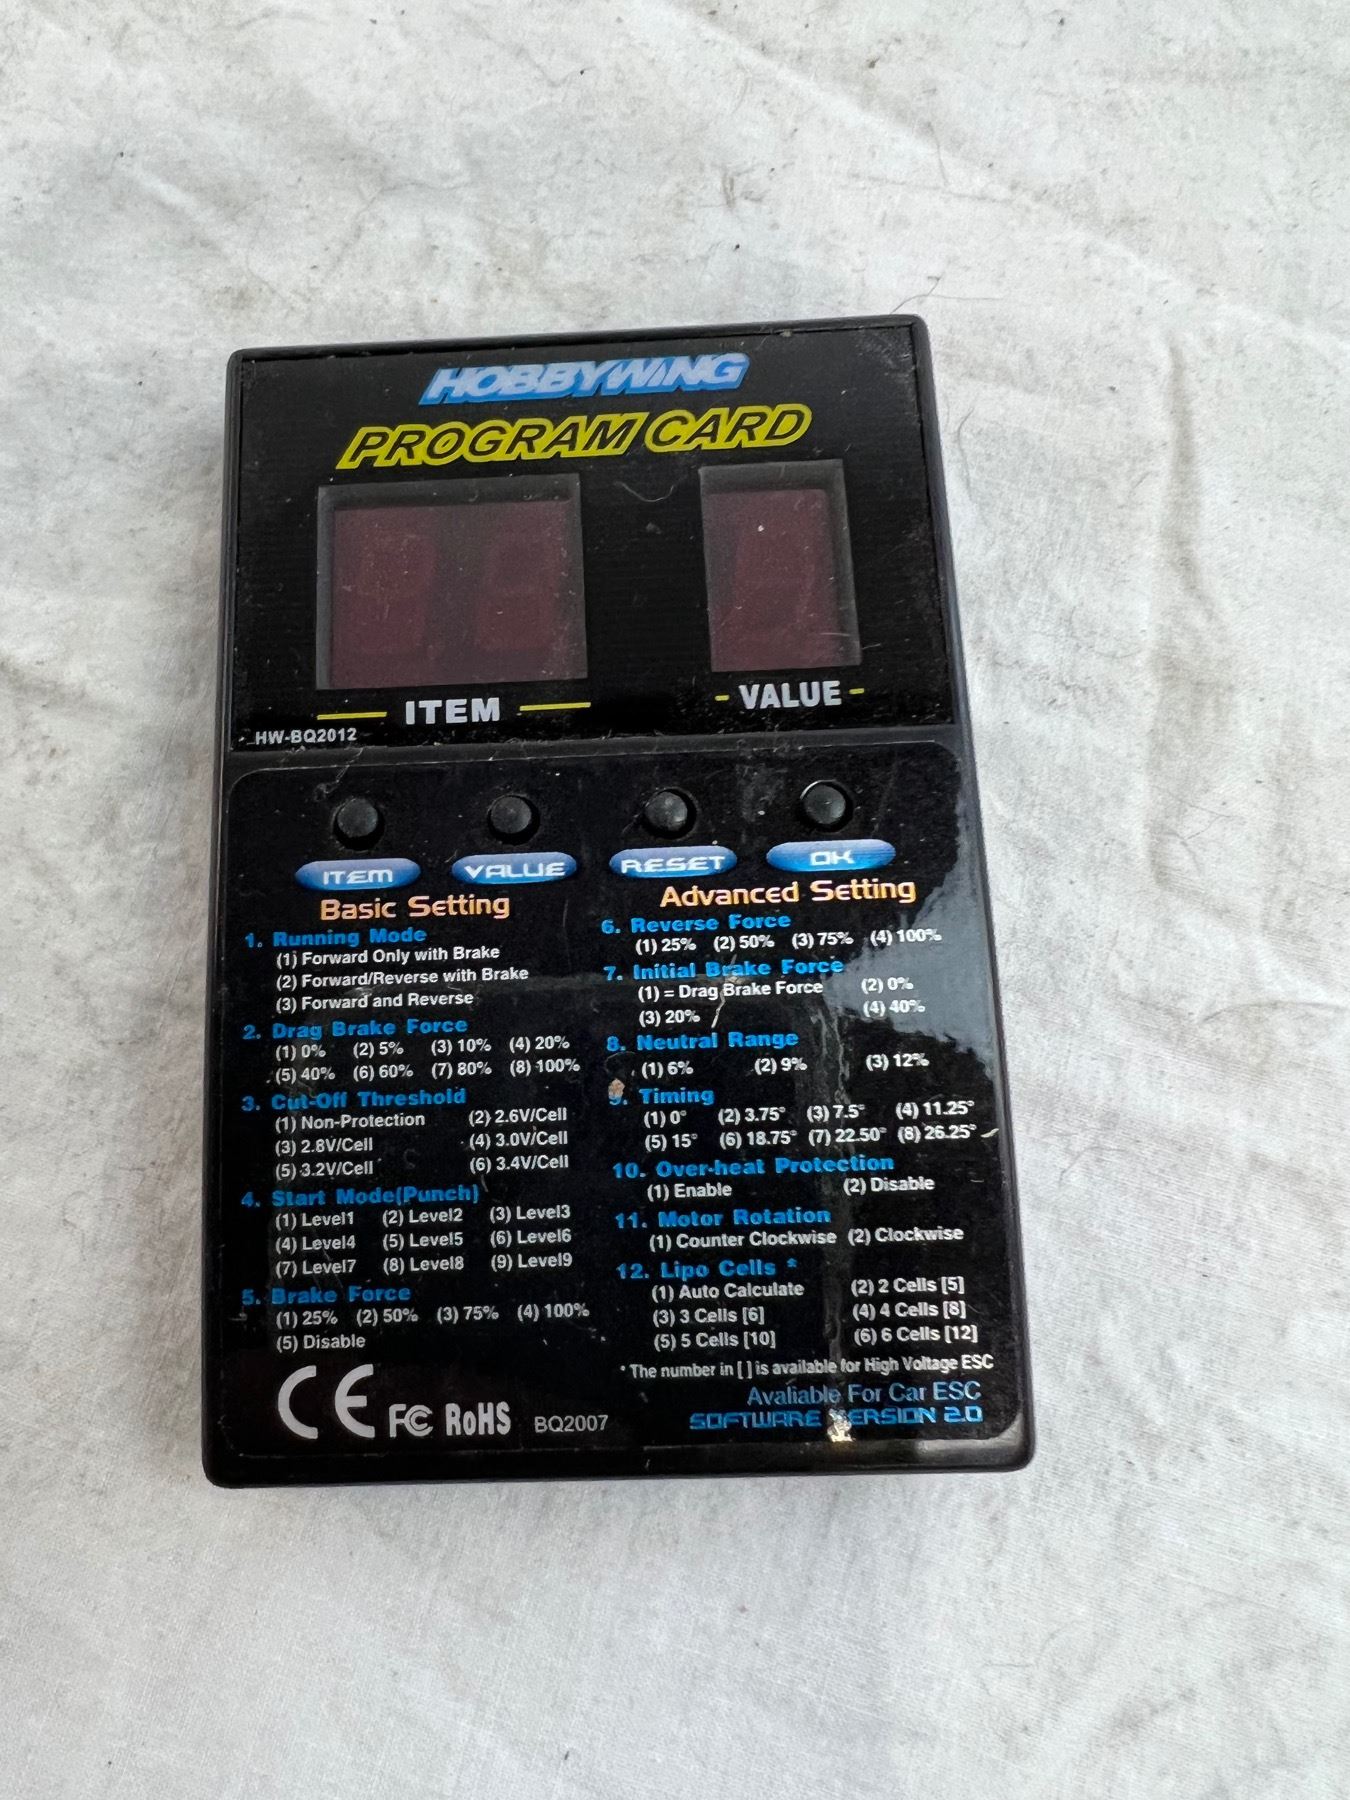 HOBBYWING
PROGRAM CARD
ITEM
- VALUE -
HW-BQ2012
ITEM VALUE RESET OK
Basic Setting
1. Running Mode
(1) Forward Only with Brake
(2) Forward/Reverse with Brake
(3) Forward and Reverse
2. Drag Brake Force
(1) 0% (2) 5% (3) 10% (4) 20%
(5) 40% (6) 60% (7) 80% (8) 100%
3. Cut-Off Threshold
(1) Non-Protection (2) 2.6V/Cell
(3) 2.8V/Cell (4) 3.0V/Cell
(5) 3.2V/Cell (6) 3.4V/Cell
4. Start Mode(Punch)
(1) Level1 (2) Level2 (3) Level3
(4) Level4 (5) Level5 (6) Level6
(7) Level7 (8) Level8 (9) Level9
5. Brake Force
(1) 25% (2) 50% (3) 75% (4) 100%
(5) Disable
Advanced Setting
6. Reverse Force
(1) 25% (2) 50% (3) 75% (4) 100%
7. Initial Brake Force
(1) = Drag Brake Force (2) 0%
(3) 20% (4) 40%
8. Neutral Range
(1) 6% (2) 9% (3) 12%
9. Timing
(1) 0° (2) 3.75° (3) 7.5° (4) 11.25°
(5) 15° (6) 18.75° (7) 22.50° (8) 26.25°
10. Over-heat Protection
(1) Enable (2) Disable
11. Motor Rotation
(1) Counter Clockwise (2) Clockwise
12. Lipo Cells *
(1) Auto Calculate (2) 2 Cells [5]
(3) 3 Cells [6] (4) 4 Cells [8]
(5) 5 Cells [10] (6) 6 Cells [12]
* The number in [ ] is available for High Voltage ESC
Avaliable For Car ESC
SOFTWARE VERSION 2.0
CE FC RoHS BQ2007